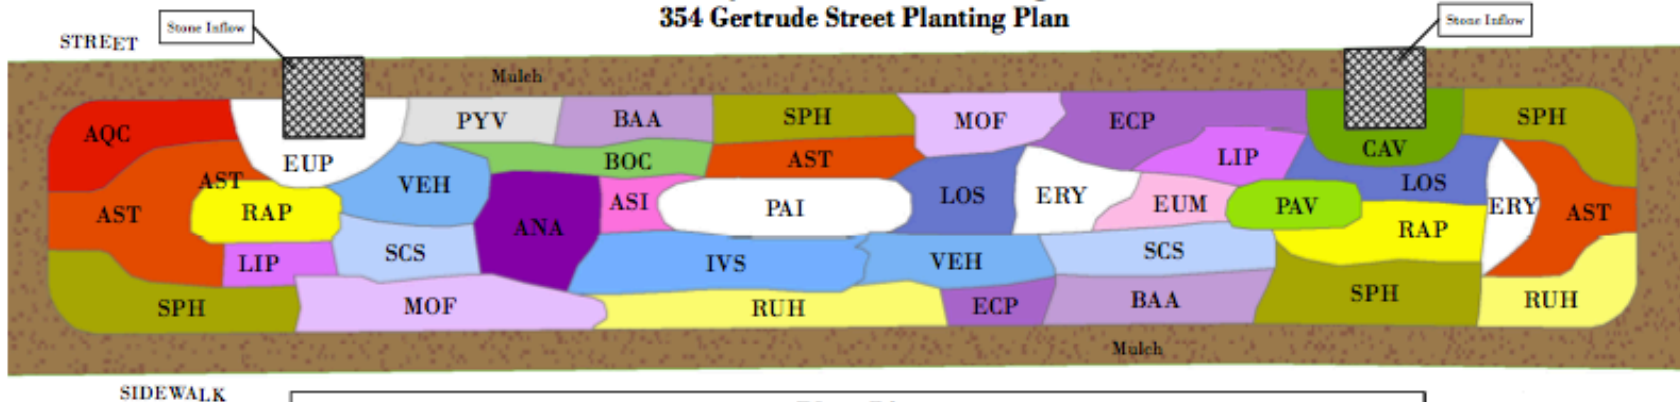 354 Gertrude Street Planting Plan
Stone Inflow
Stone Inflow
STREET
Mulch
AQC
EUP
PYV
BAA
SPH
MOF
ECP
CAV
SPH
AST
AST
RAP
VEH
BOC
AST
LIP
LOS
ANA
ASI
PAI
LOS
ERY
EUM
PAV
RAP
ERY
AST
LIP
SCS
IVS
VEH
SCS
SPH
MOF
RUH
ECP
BAA
SPH
RUH
Mulch
SIDEWALK